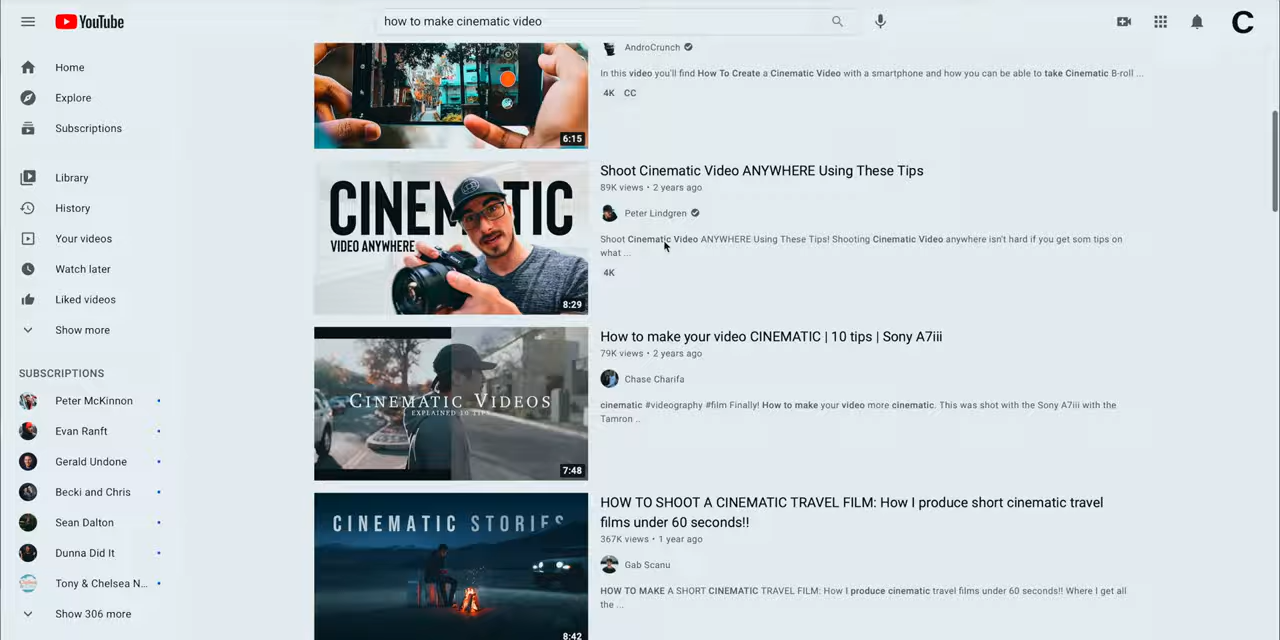 YouTube
how to make cinematic video
C
Home
Explore
Subscriptions
Library
History
Your videos
Watch later
Liked videos
Show more
SUBSCRIPTIONS
Peter McKinnon
Evan Ranft
Gerald Undone
Becki and Chris
Sean Dalton
Dunna Did It
Tony & Chelsea N...
Show 306 more
6:15
AndroCrunch
In this video you'll find How To Create a Cinematic Video with a smartphone and how you can be able to take Cinematic B-roll ...
4K CC
CINEMATIC
VIDEO ANYWHERE
8:29
Shoot Cinematic Video ANYWHERE Using These Tips
89K views • 2 years ago
Peter Lindgren
Shoot Cinematic Video ANYWHERE Using These Tips! Shooting Cinematic Video anywhere isn't hard if you get som tips on
what ...
4K
CINEMATIC VIDEOS
EXPLAINED 10 TIPS
7:48
How to make your video CINEMATIC | 10 tips | Sony A7iii
79K views • 2 years ago
Chase Charifa
cinematic #videography #film Finally! How to make your video more cinematic. This was shot with the Sony A7iii with the
Tamron ..
CINEMATIC STORIES
8:42
HOW TO SHOOT A CINEMATIC TRAVEL FILM: How I produce short cinematic travel
films under 60 seconds!!
367K views • 1 year ago
Gab Scanu
HOW TO MAKE A SHORT CINEMATIC TRAVEL FILM: How I produce cinematic travel films under 60 seconds!! Where I get all
the ...